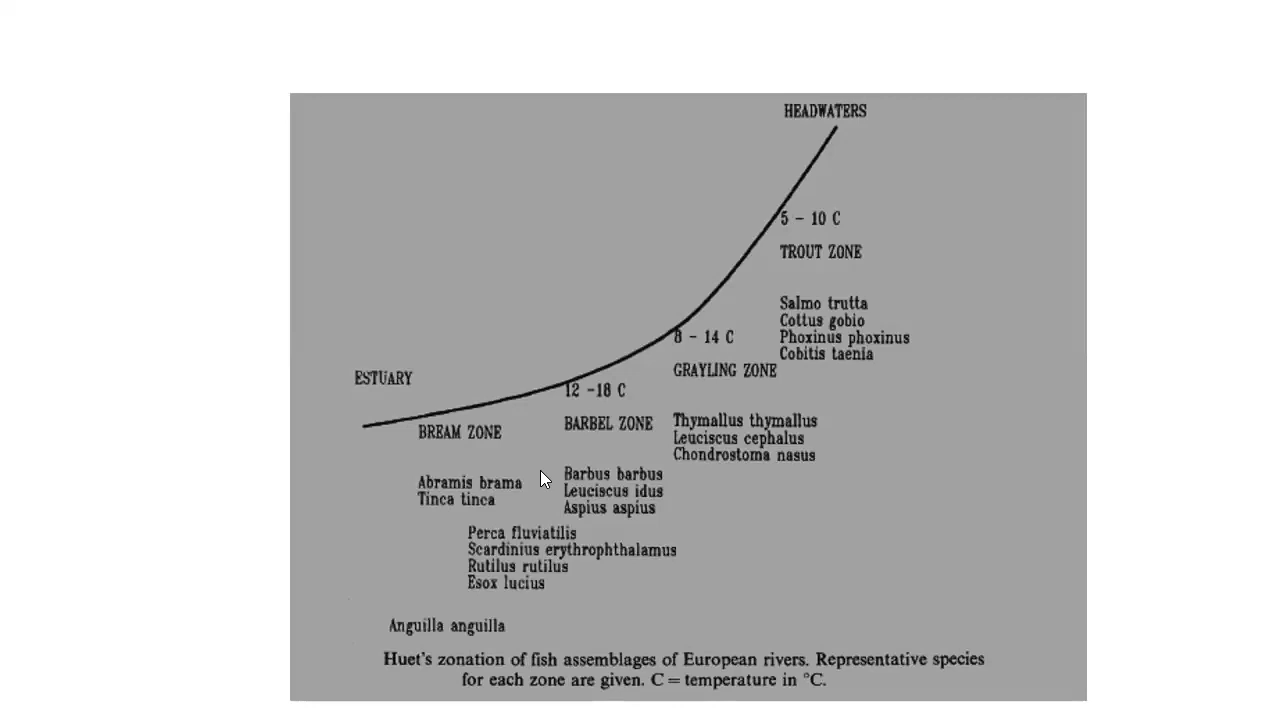 HEADWATERS
5 - 10 C
TROUT ZONE
Salmo trutta
Cottus gobio
Phoxinus phoxinus
Cobitis taenia
8 - 14 C
GRAYLING ZONE
Thymallus thymallus
Leuciscus cephalus
Chondrostoma nasus
12 -18 C
BARBEL ZONE
Barbus barbus
Leuciscus idus
Aspius aspius
ESTUARY
BREAM ZONE
Abramis brama
Tinca tinca
Perca fluviatilis
Scardinius erythrophthalamus
Rutilus rutilus
Esox lucius
Anguilla anguilla
Huet's zonation of fish assemblages of European rivers. Representative species
for each zone are given. C = temperature in °C.